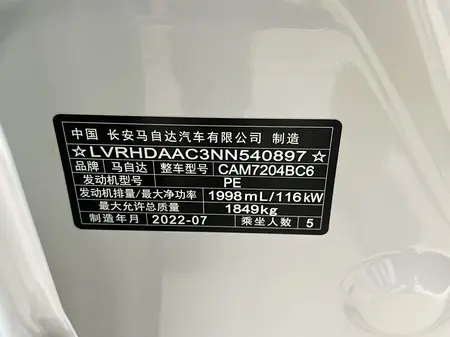 中国 长安马自达汽车有限公司 制造
☆LVRHDAAC3NN540897☆
品牌 马自达 整车型号 CAM7204BC6
发动机型号 PE
发动机排量/最大净功率 1998mL/116kW
最大允许总质量 1849kg
制造年月 2022-07 乘坐人数 5